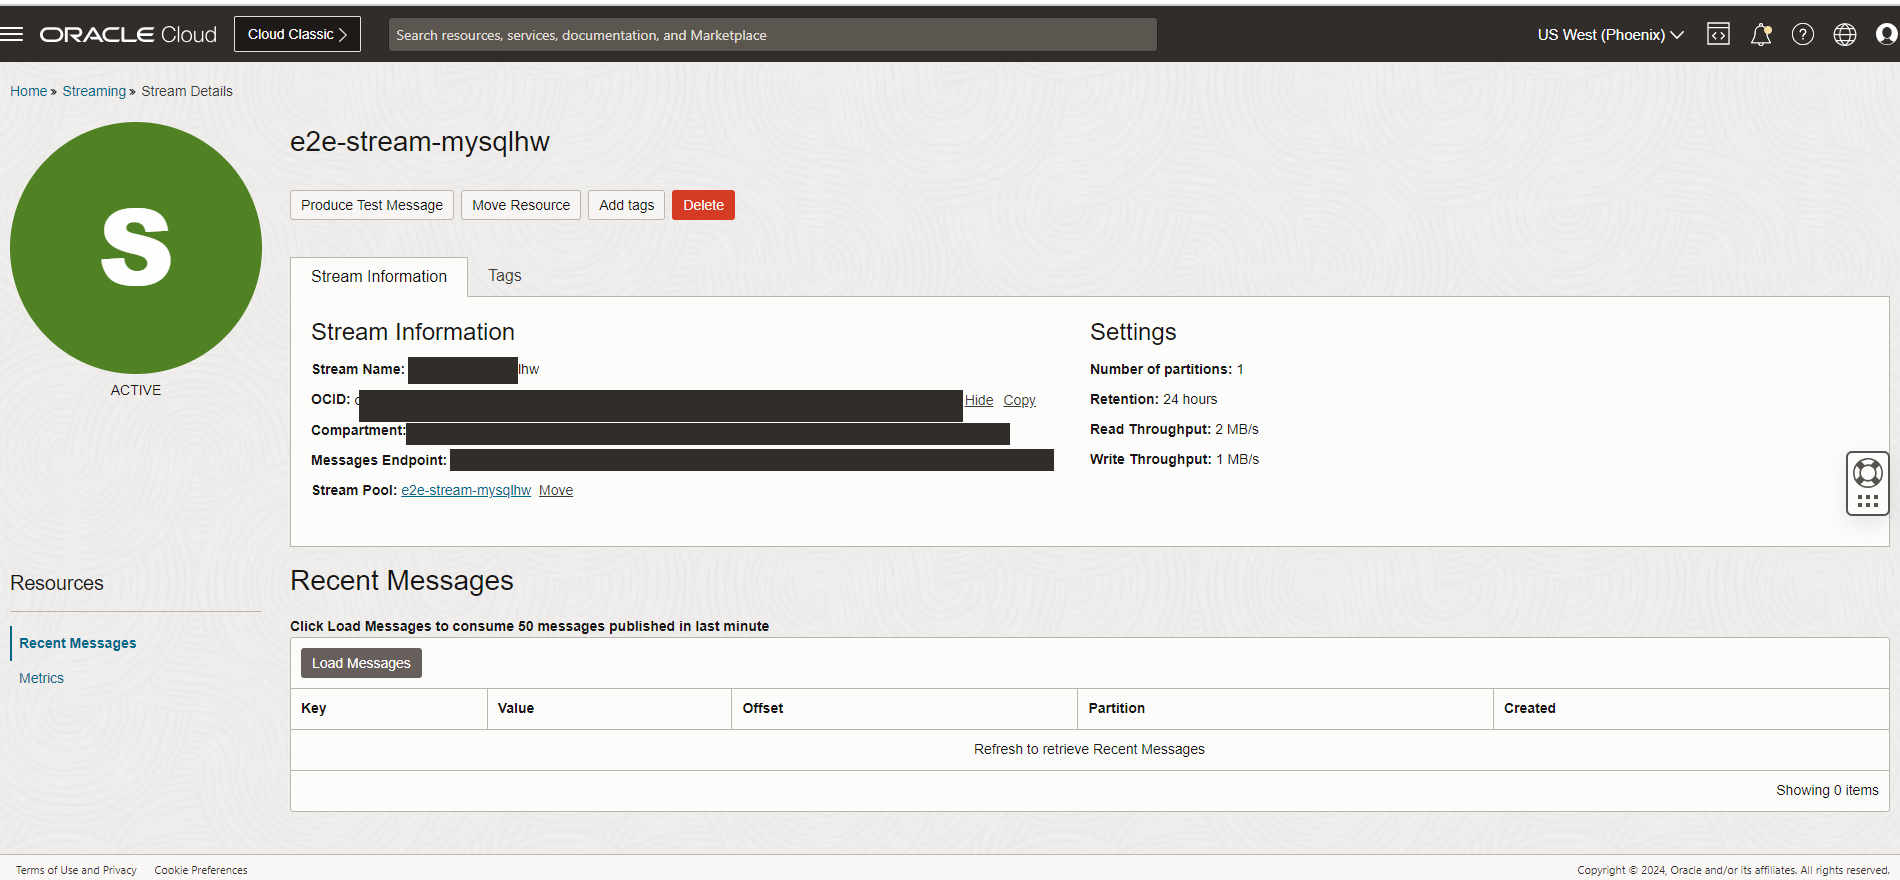 ORACLE Cloud
Cloud Classic
Search resources, services, documentation, and Marketplace
US West (Phoenix)
Home » Streaming » Stream Details
S
ACTIVE
e2e-stream-mysqlhw
Produce Test Message
Move Resource
Add tags
Delete
Stream Information
Tags
Stream Information
Stream Name: lhw
OCID: Hide Copy
Compartment:
Messages Endpoint:
Stream Pool: e2e-stream-mysqlhw Move
Settings
Number of partitions: 1
Retention: 24 hours
Read Throughput: 2 MB/s
Write Throughput: 1 MB/s
Resources
Recent Messages
Metrics
Recent Messages
Click Load Messages to consume 50 messages published in last minute
Load Messages
Key Value Offset Partition Created
Refresh to retrieve Recent Messages
Showing 0 items
Terms of Use and Privacy Cookie Preferences
Copyright © 2024, Oracle and/or its affiliates. All rights reserved.